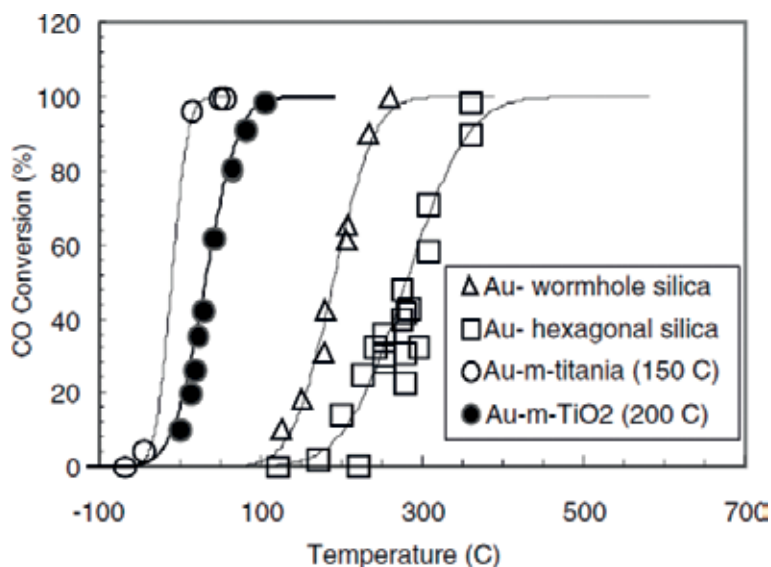 120
100
80
60
40
20
0
CO Conversion (%)
Au- wormhole silica
Au- hexagonal silica
Au-m-titania (150 C)
Au-m-TiO2 (200 C)
-100 100 300 500 700
Temperature (C)